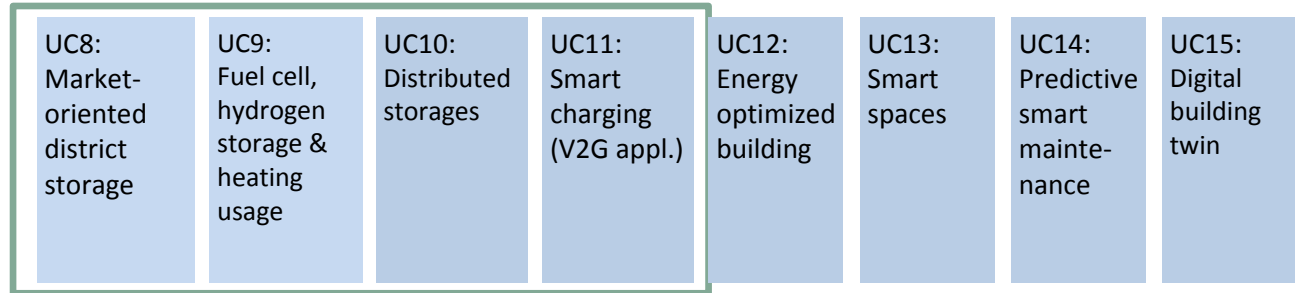 UC8:
Market-
oriented
district
storage
UC9:
Fuel cell,
hydrogen
storage &
heating
usage
UC10:
Distributed
storages
UC11:
Smart
charging
(V2G appl.)
UC12:
Energy
optimized
building
UC13:
Smart
spaces
UC14:
Predictive
smart
mainte-
nance
UC15:
Digital
building
twin